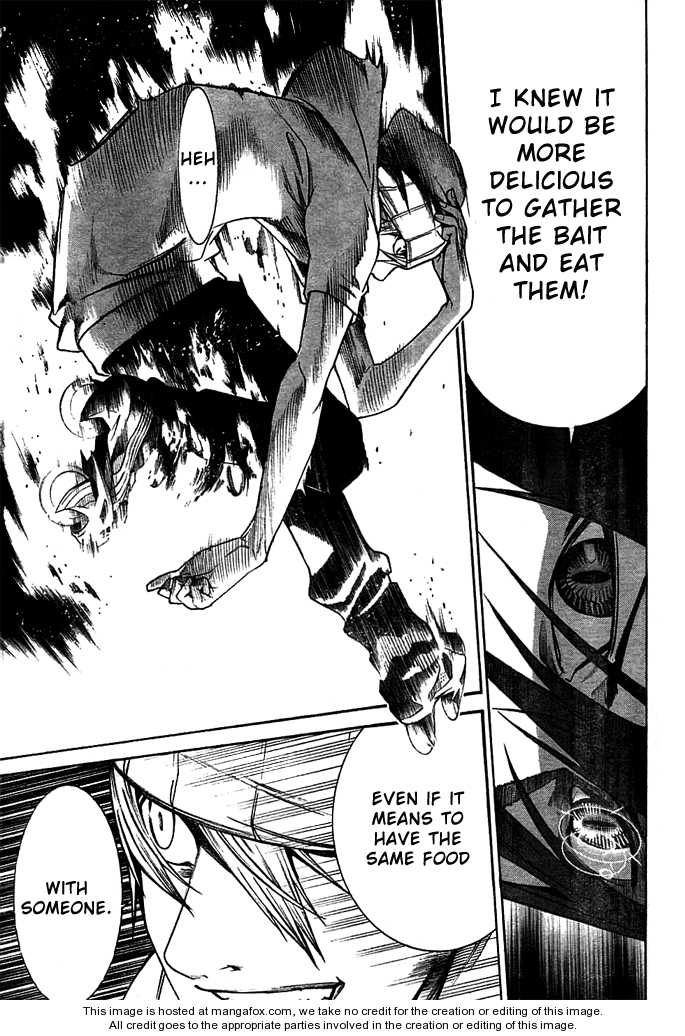 I KNEW IT
WOULD BE
MORE
DELICIOUS
TO GATHER
THE BAIT
AND EAT
THEM!
HEH
...
EVEN IF IT
MEANS TO
HAVE THE
SAME FOOD
WITH
SOMEONE.
This image is hosted at mangafox.com, we take no credit for the creation or editing of this image.
All credit goes to the appropriate parties involved in the creation or editing of this image.